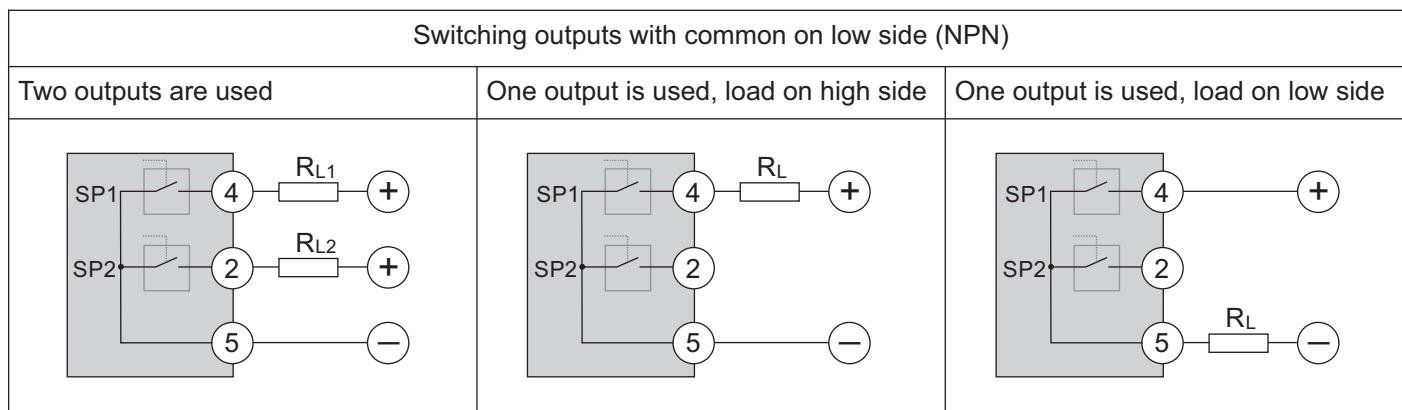 Switching outputs with common on low side (NPN)
Two outputs are used
One output is used, load on high side
One output is used, load on low side
SP1
4
RL1
+
SP2
2
RL2
+
5
−
SP1
4
RL
+
SP2
2
5
−
SP1
4
+
SP2
2
5
RL
−